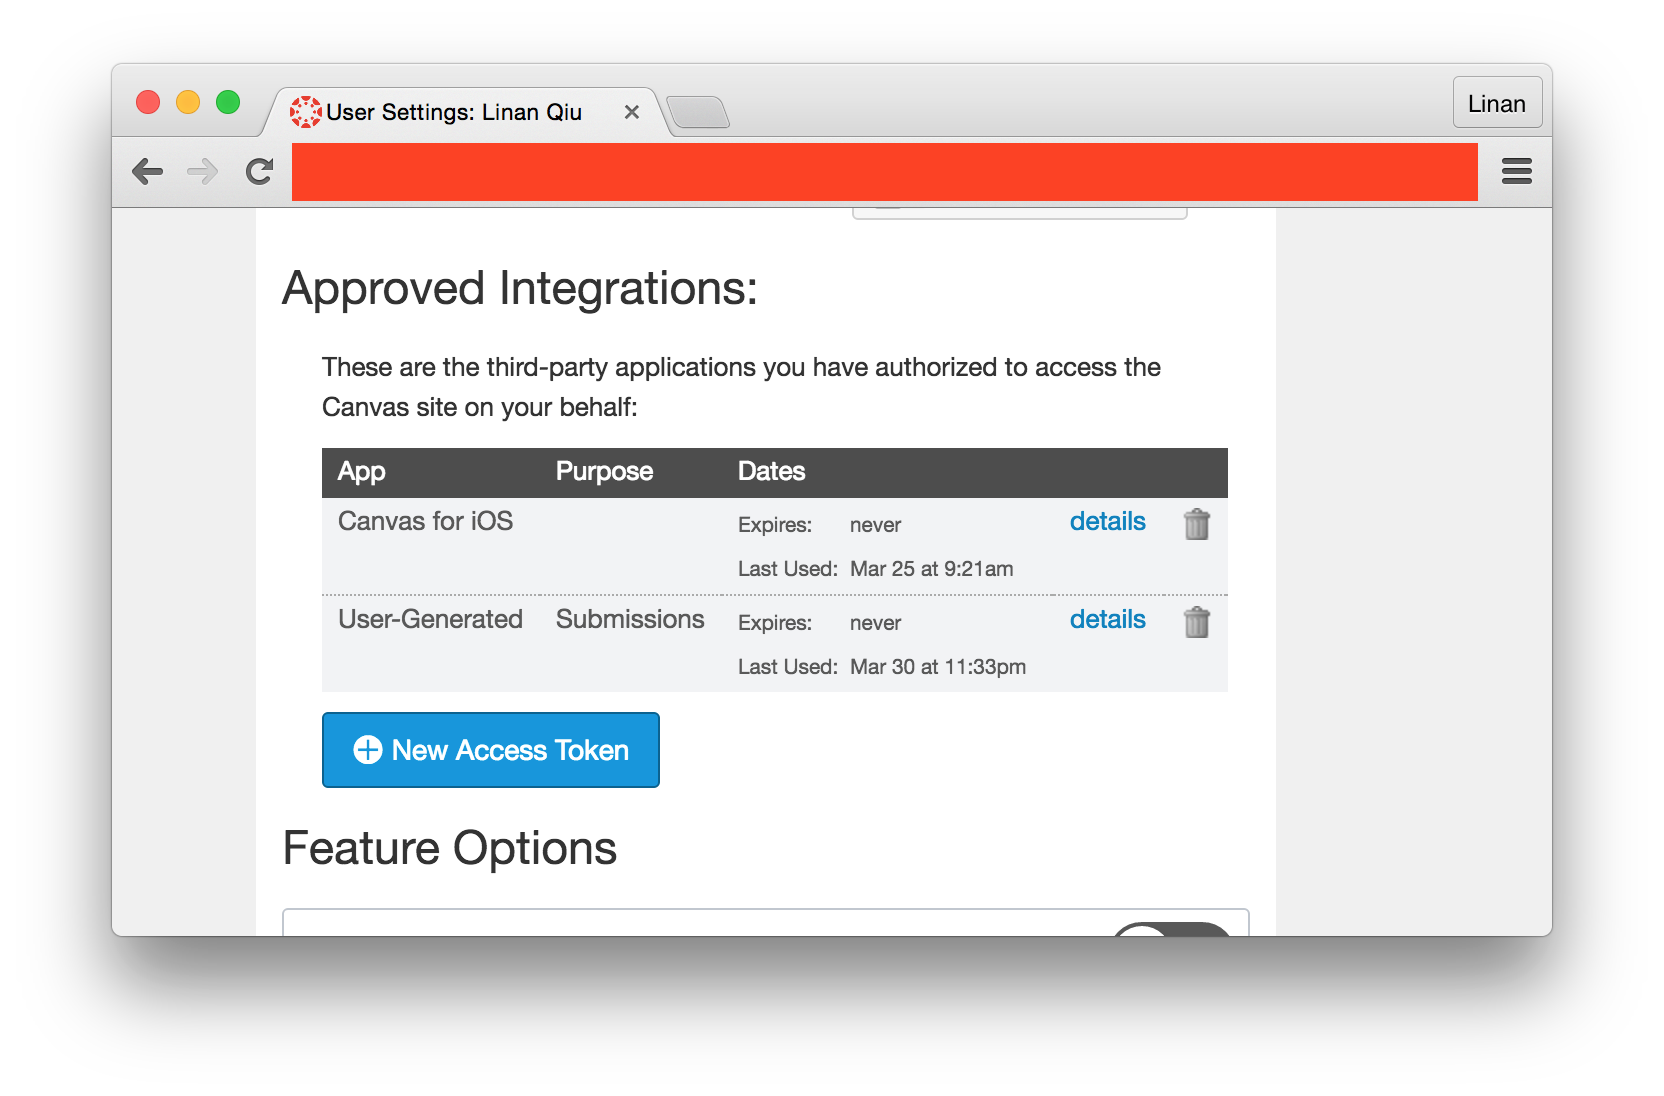 User Settings: Linan Qiu
Linan
Approved Integrations:
These are the third-party applications you have authorized to access the
Canvas site on your behalf:
App Purpose Dates
Canvas for iOS Expires: never details
Last Used: Mar 25 at 9:21am
User-Generated Submissions Expires: never details
Last Used: Mar 30 at 11:33pm
New Access Token
Feature Options